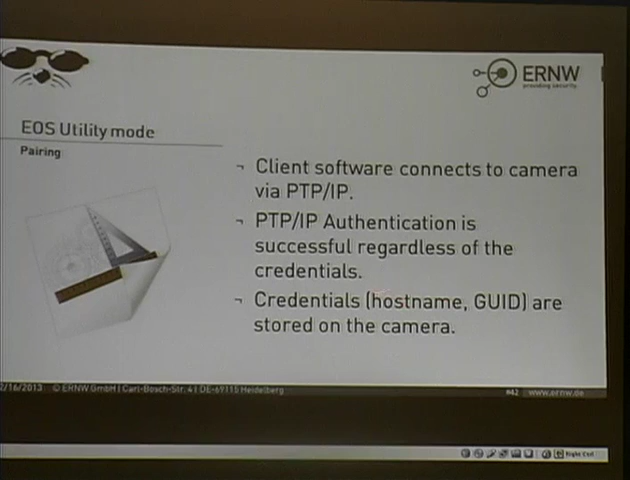 ERNW
providing security.
EOS Utility mode
Pairing
¬ Client software connects to camera
via PTP/IP.
¬ PTP/IP Authentication is
successful regardless of the
credentials.
¬ Credentials (hostname, GUID) are
stored on the camera.
2/16/2013 © ERNW GmbH | Carl-Bosch-Str. 4 | DE-69115 Heidelberg #42 www.ernw.de
Right Ctrl